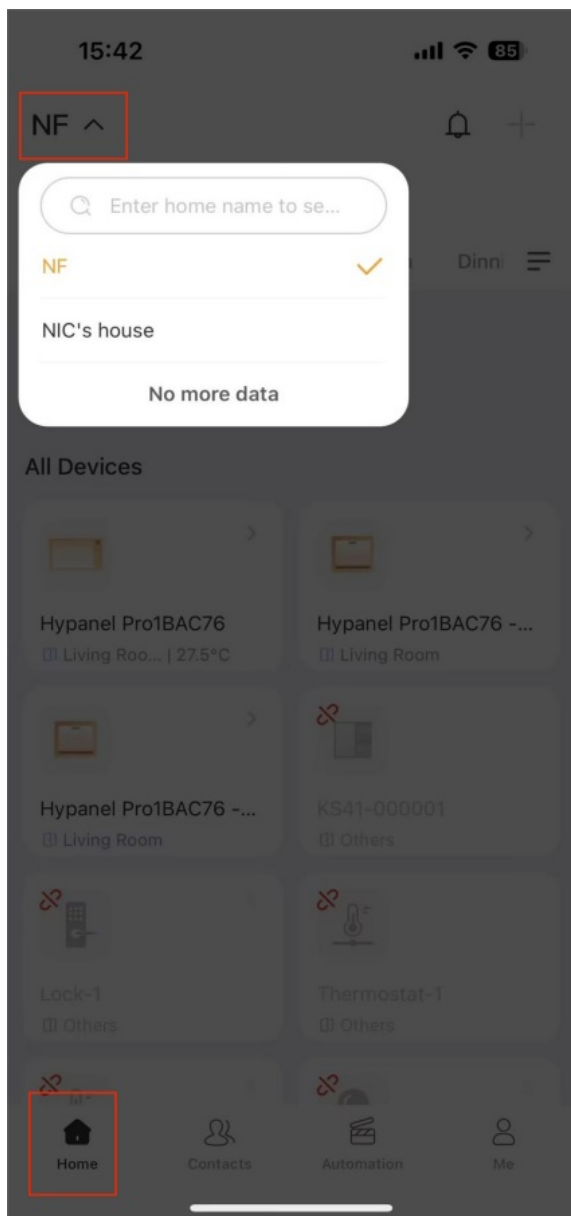 15:42
85
NF
Enter home name to se...
NF
Dinn
NIC's house
No more data
All Devices
Hypanel Pro1BAC76
Living Roo... | 27.5°C
Hypanel Pro1BAC76 -...
Living Room
Hypanel Pro1BAC76 -...
Living Room
KS41-000001
Others
Lock-1
Others
Thermostat-1
Others
Home
Contacts
Automation
Me